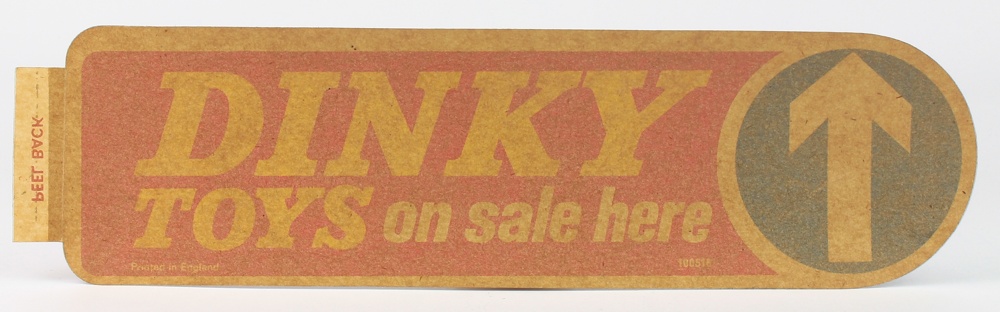 DINKY
TOYS on sale here
Printed in England
PEEL BACK